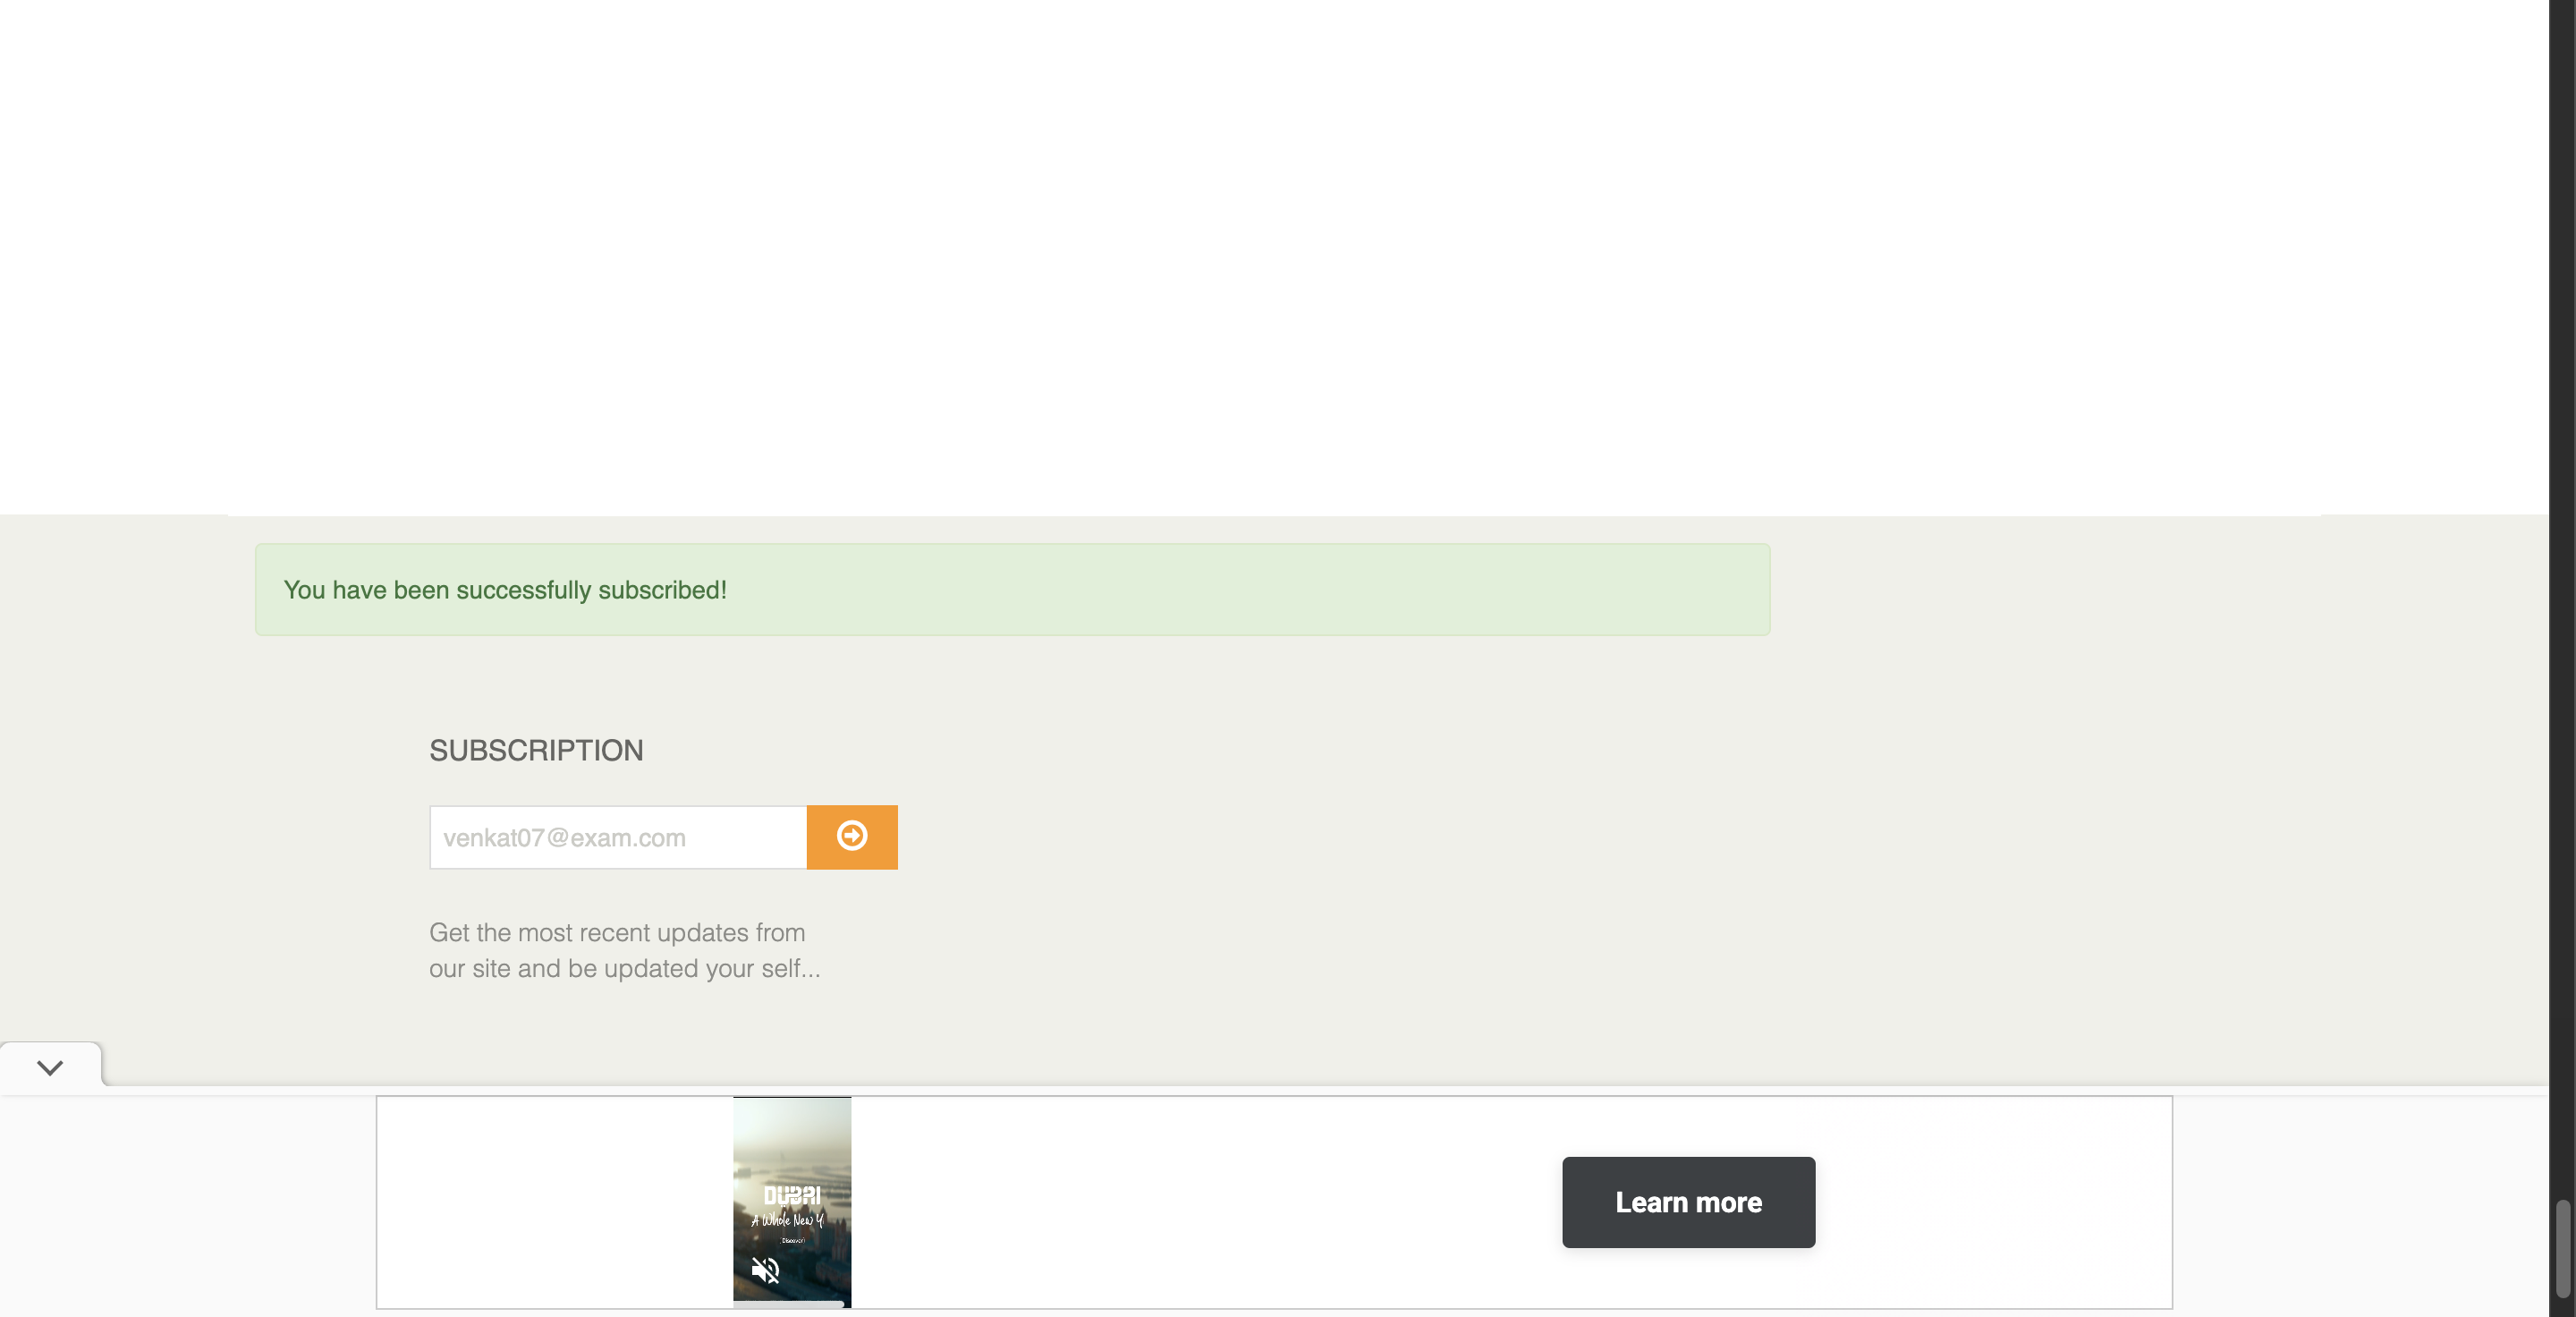 You have been successfully subscribed!
SUBSCRIPTION
venkat07@exam.com
Get the most recent updates from
our site and be updated your self...
DUBAI
A Whole New Y
Discover
Learn more